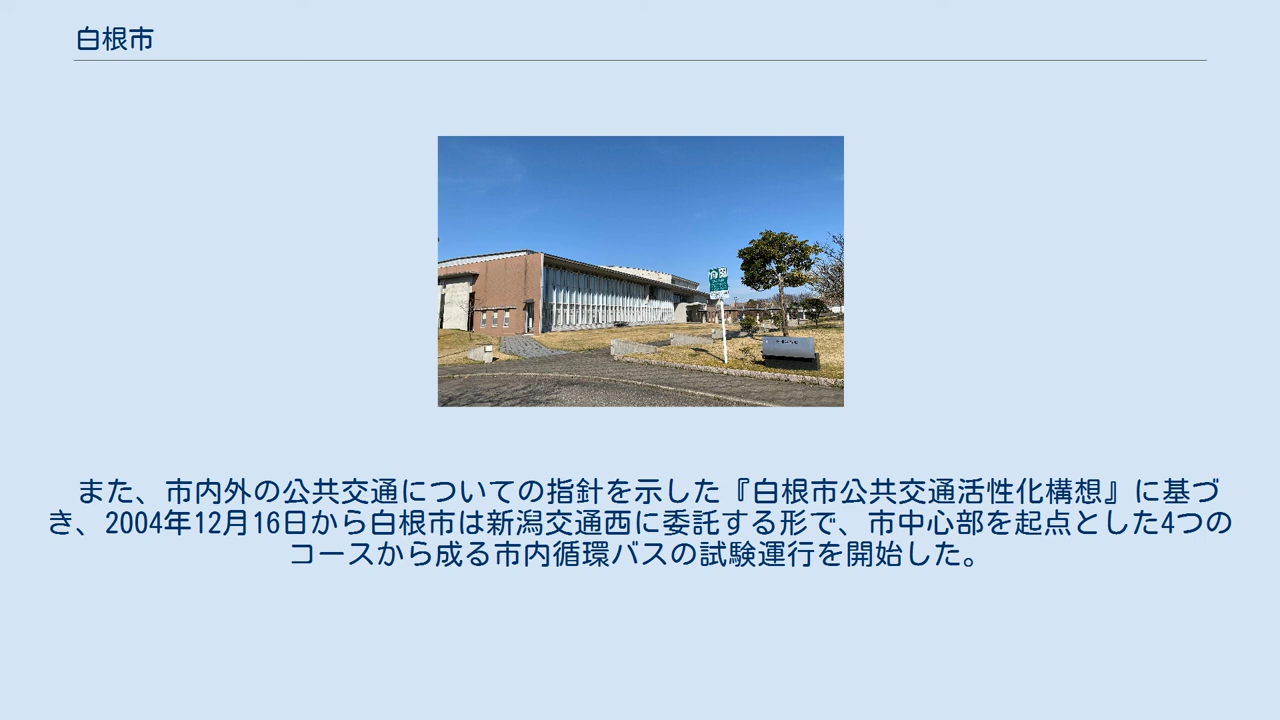 白根市
また、市内外の公共交通についての指針を示した『白根市公共交通活性化構想』に基づ
き、2004年12月16日から白根市は新潟交通西に委託する形で、市中心部を起点とした4つの
コースから成る市内循環バスの試験運行を開始した。